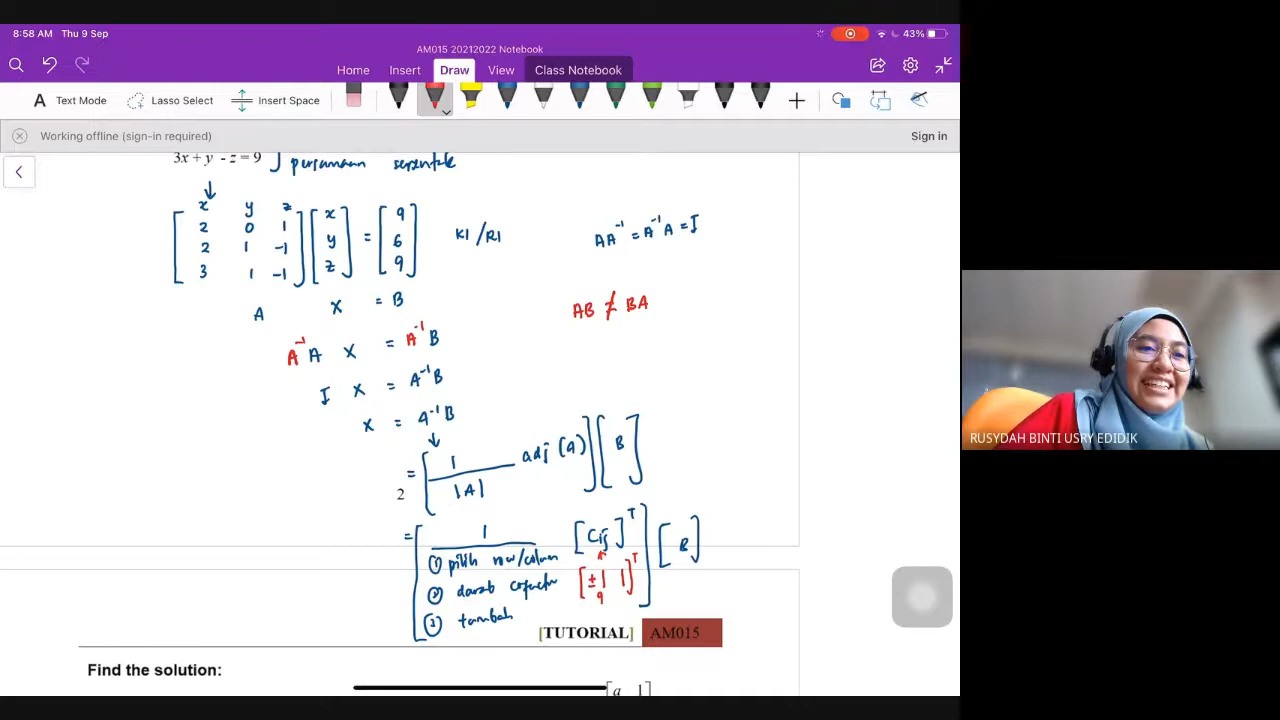 8:58 AM Thu 9 Sep
43%
AM015 20212022 Notebook
Home Insert Draw View Class Notebook
A Text Mode Lasso Select Insert Space
Working offline (sign-in required) Sign in
3x + y - z = 9 persamaan serentak
x y z
[2 0 1] [x] = [9]
[2 1 -1] [y] = [6] K1 / R1
[3 1 -1] [z] = [9]
AA⁻¹ = A⁻¹A = I
A X = B
AB ≠ BA
A⁻¹ A X = A⁻¹ B
I X = A⁻¹B
X = A⁻¹B
= [1 / |A| adj (A)] [B]
2
= [1 / ① pilih row/column [Cij]ᵀ] [B]
② darab cofactor [± | |]ᵀ
9
③ tambah
[TUTORIAL] AM015
Find the solution:
[a 1]
RUSYDAH BINTI USRY EDIDIK